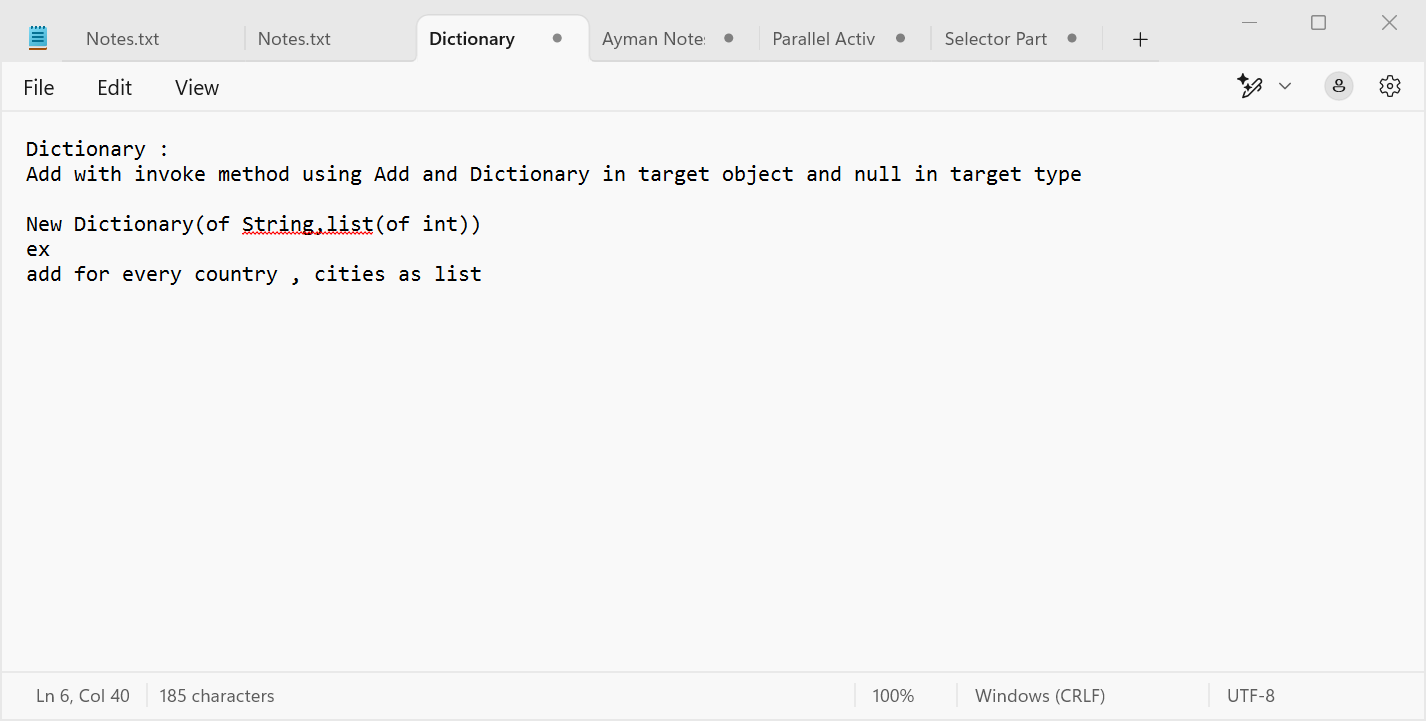 Notes.txt
Notes.txt
Dictionary
Ayman Note
Parallel Activ
Selector Part
File Edit View
Dictionary :
Add with invoke method using Add and Dictionary in target object and null in target type
New Dictionary(of String,list(of int))
ex
add for every country , cities as list
Ln 6, Col 40
185 characters
100%
Windows (CRLF)
UTF-8